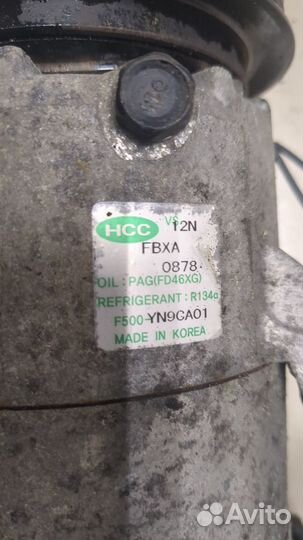 HCC VS 12N
FBXA
0878
OIL : PAG(FD46XG)
REFRIGERANT : R134a
F500-YN9CA01
MADE IN KOREA
Avito